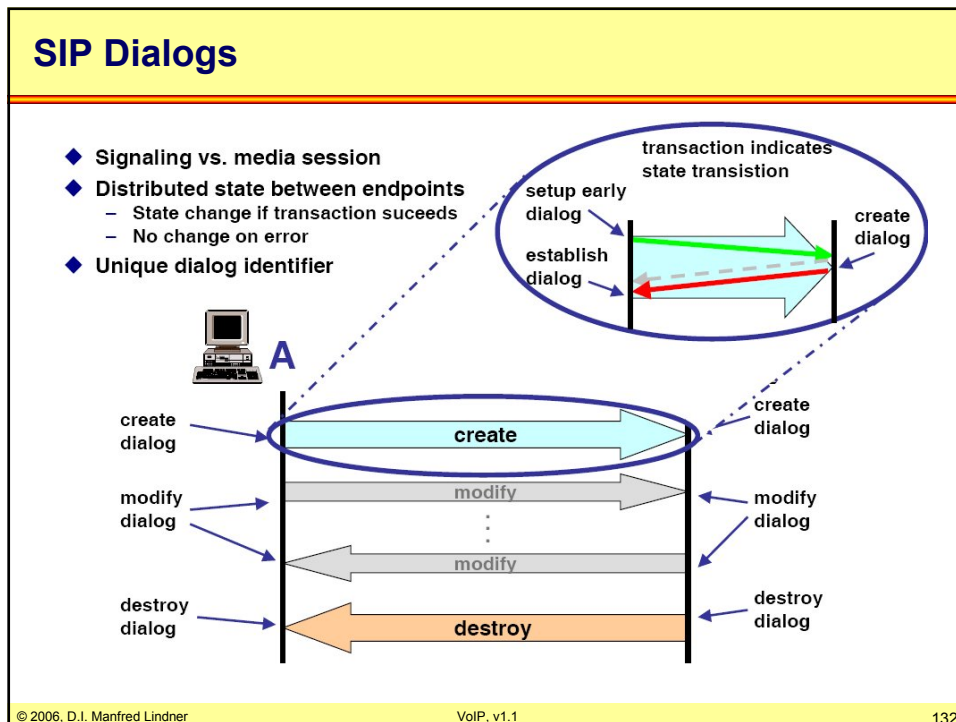 SIP Dialogs
◆ Signaling vs. media session
◆ Distributed state between endpoints
– State change if transaction suceeds
– No change on error
◆ Unique dialog identifier
transaction indicates
state transistion
setup early
dialog
create
dialog
establish
dialog
A
create
dialog
create
create
dialog
modify
dialog
modify
modify
dialog
modify
destroy
dialog
destroy
destroy
dialog
© 2006, D.I. Manfred Lindner
VoIP, v1.1
132